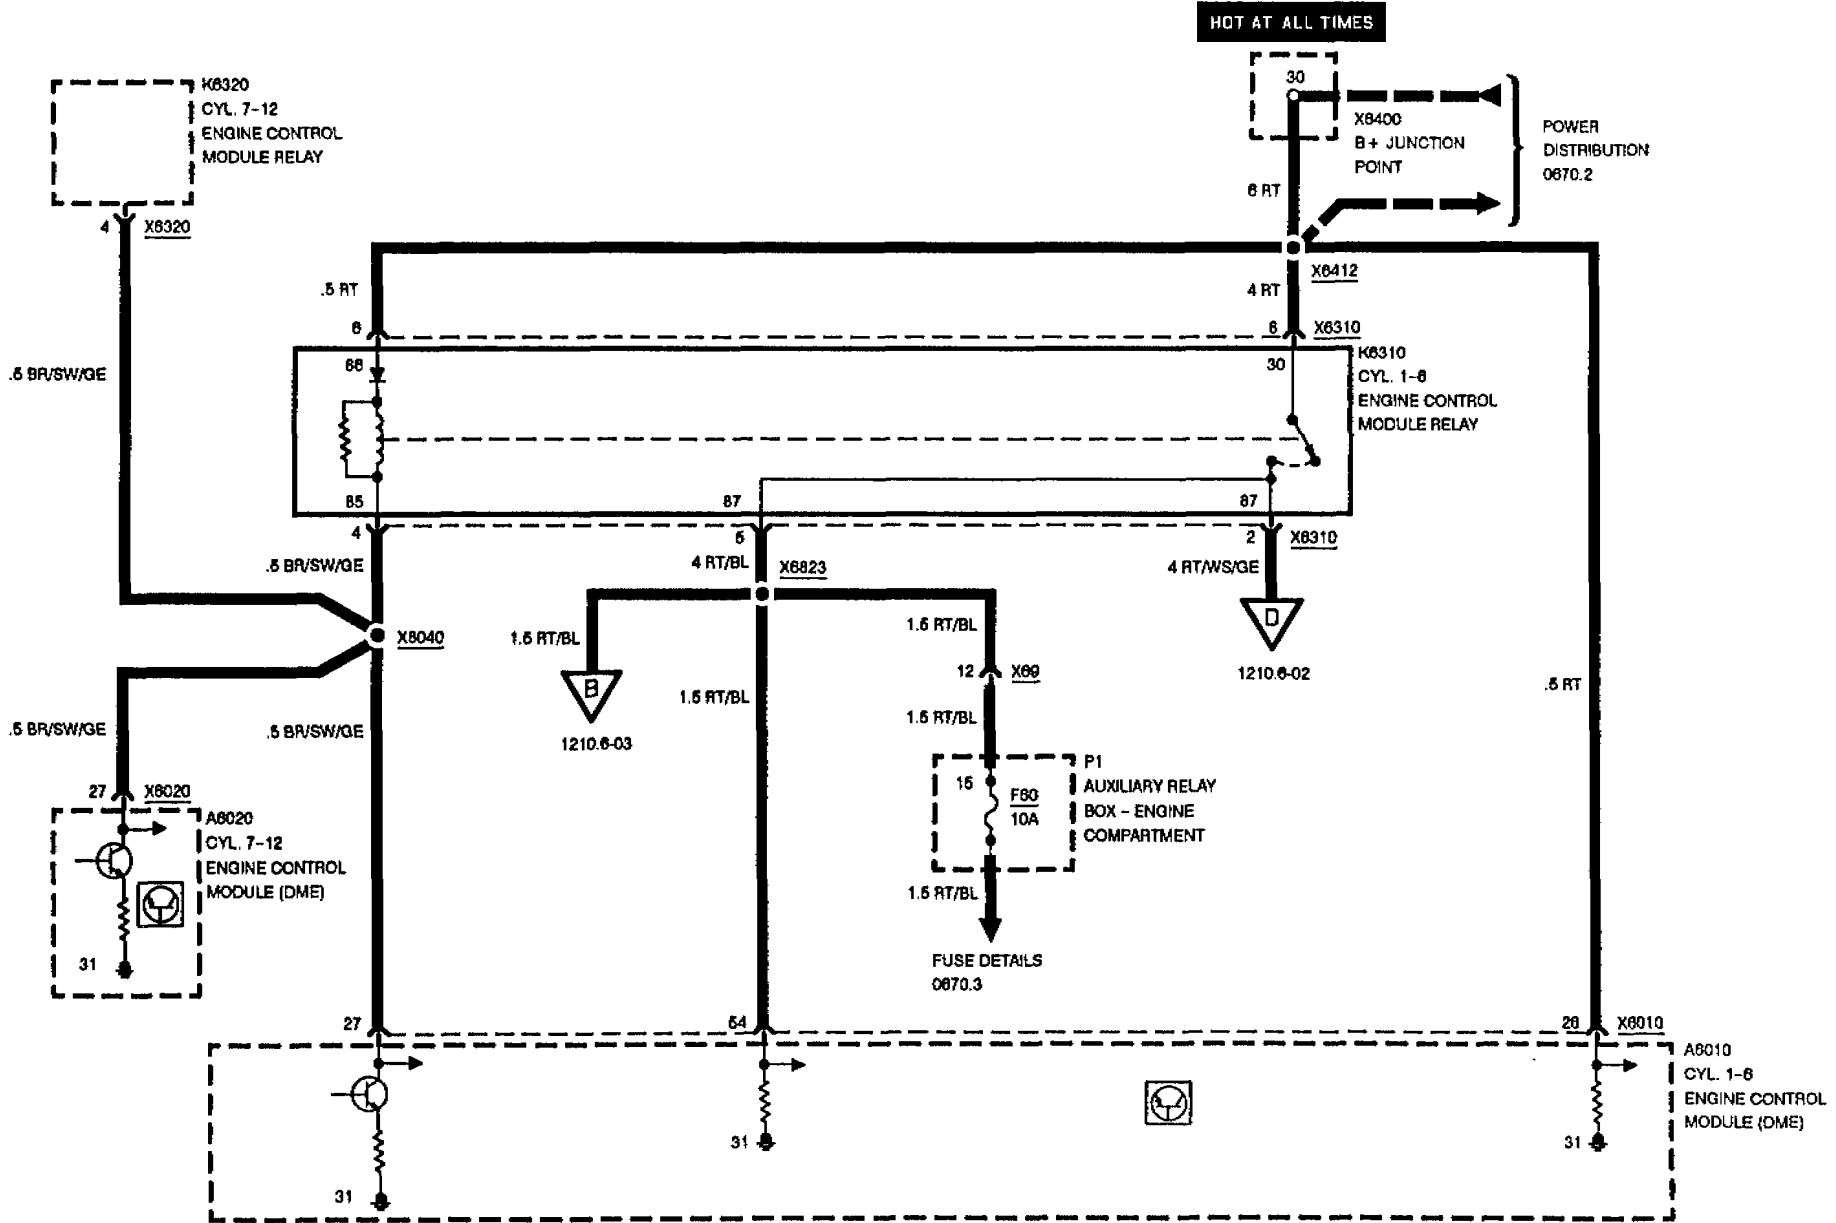 HOT AT ALL TIMES
30
X6400
B+ JUNCTION
POINT
POWER
DISTRIBUTION
0670.2
K6320
CYL. 7-12
ENGINE CONTROL
MODULE RELAY
4
X6320
6 RT
X6412
.5 RT
4 RT
6
6
X6310
.5 BR/SW/GE
86
30
K6310
CYL. 1-6
ENGINE CONTROL
MODULE RELAY
85
87
87
4
5
2
X6310
.5 BR/SW/GE
4 RT/BL
X6823
4 RT/WS/GE
D
1210.6-02
X6040
1.5 RT/BL
1.5 RT/BL
12
X69
B
1210.6-03
1.5 RT/BL
1.5 RT/BL
.5 RT
.5 BR/SW/GE
.5 BR/SW/GE
27
X6020
A6020
CYL. 7-12
ENGINE CONTROL
MODULE (DME)
31
15
F60
10A
P1
AUXILIARY RELAY
BOX - ENGINE
COMPARTMENT
1.5 RT/BL
FUSE DETAILS
0670.3
27
54
26
X6010
A6010
CYL. 1-6
ENGINE CONTROL
MODULE (DME)
31
31
31